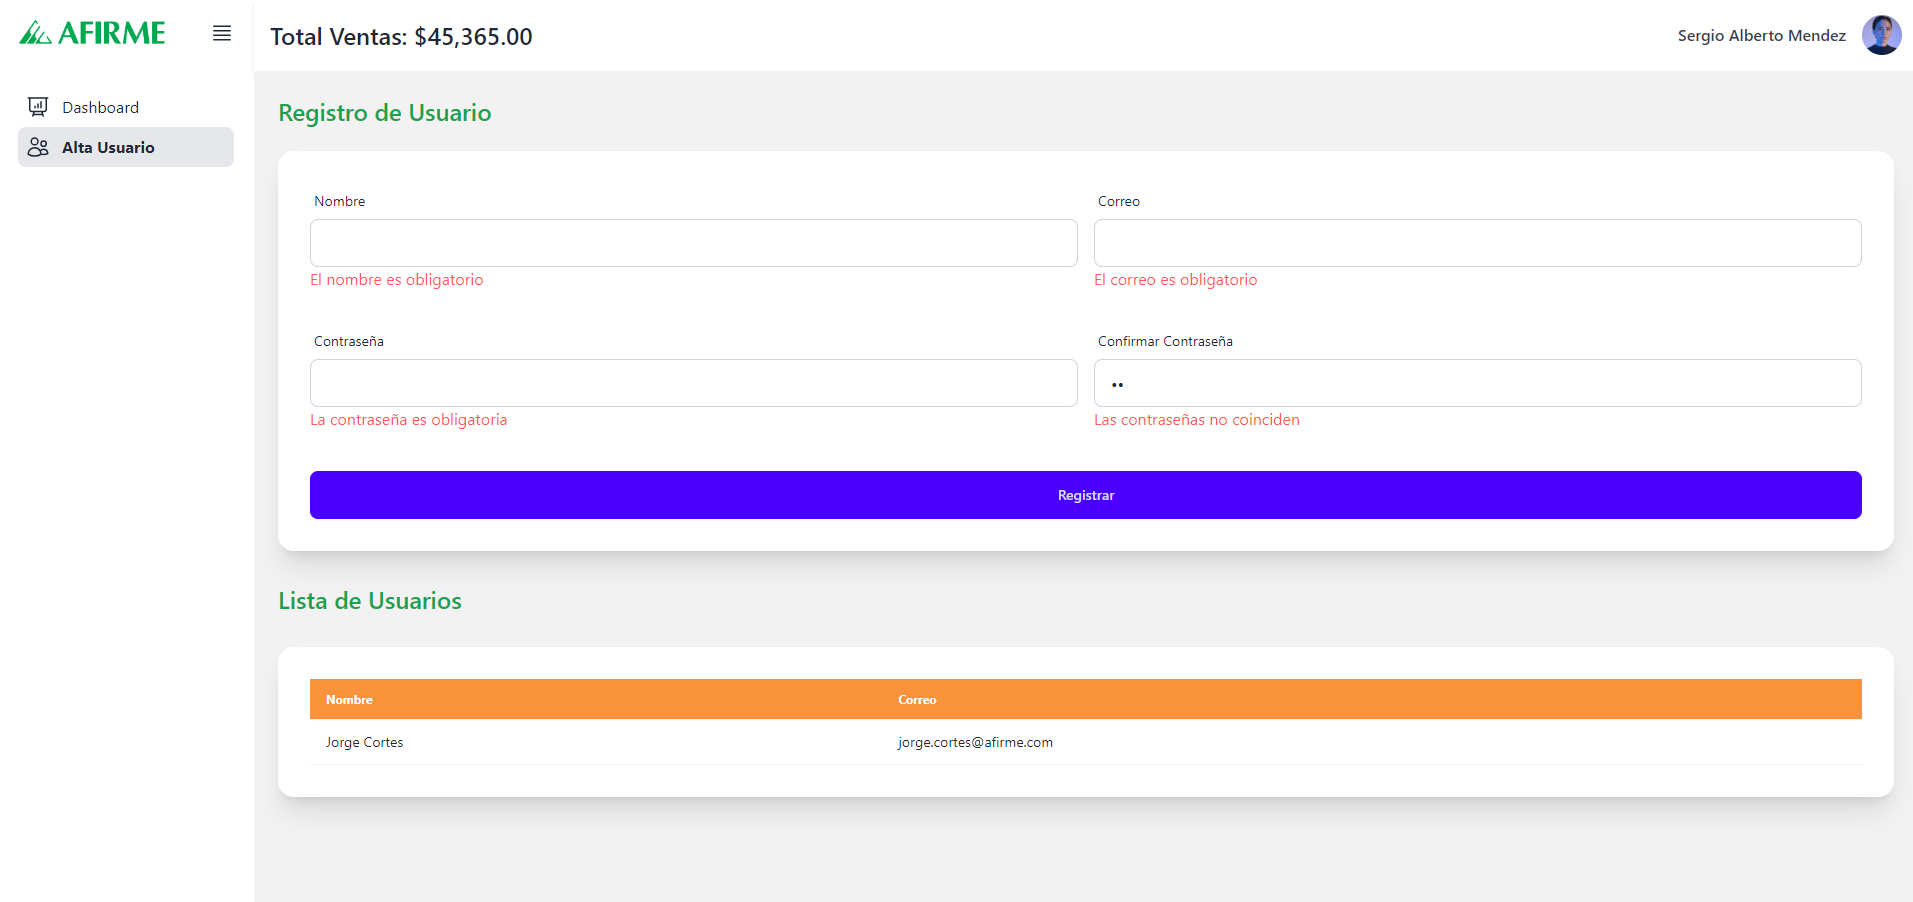 AFIRME
Total Ventas: $45,365.00
Sergio Alberto Mendez
Dashboard
Alta Usuario
Registro de Usuario
Nombre
Correo
El nombre es obligatorio
El correo es obligatorio
Contraseña
Confirmar Contraseña
••
La contraseña es obligatoria
Las contraseñas no coinciden
Registrar
Lista de Usuarios
Nombre
Correo
Jorge Cortes
jorge.cortes@afirme.com